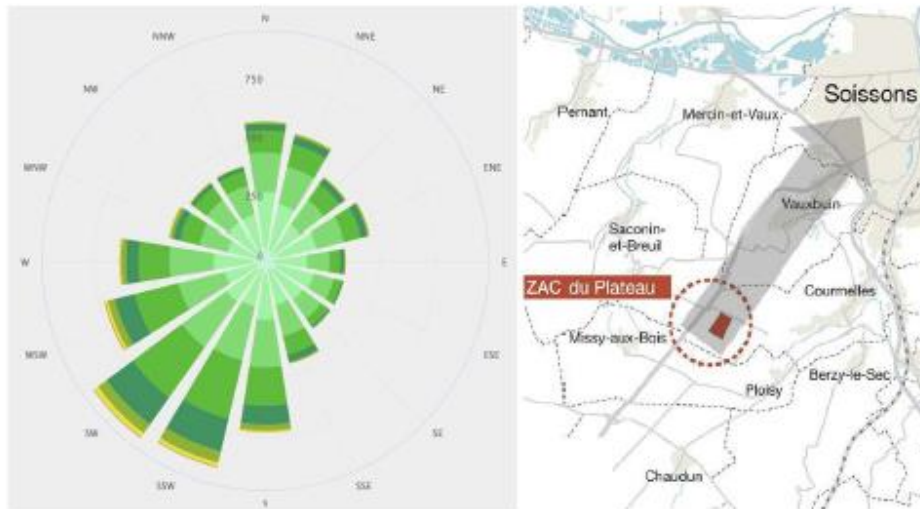 N
NNW
NNE
750
NW
NE
WNW
ENE
250
0
W
E
WSW
ESE
SW
SE
SSW
SSE
S
Soissons
Pernant
Mercin-et-Vaux
Vauxbuin
Saconin-
et-Breuil
ZAC du Plateau
Courmelles
Missy-aux-Bois
Berzy-le-Sec
Ploisy
Chaudun